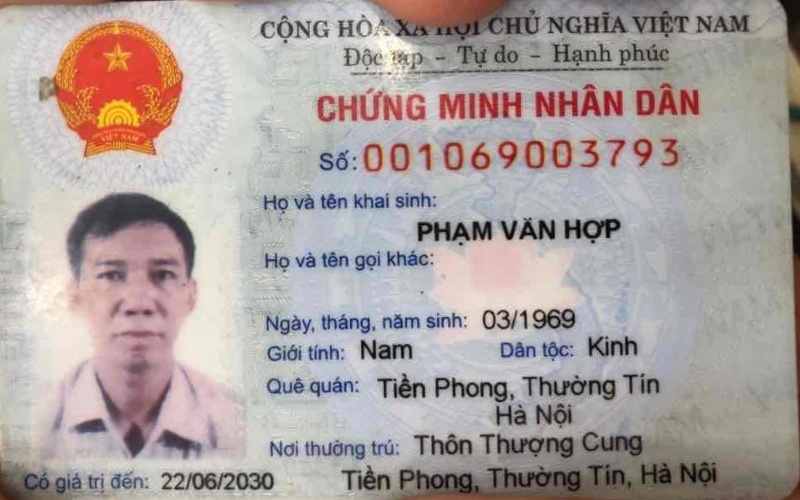 CỘNG HÒA XÃ HỘI CHỦ NGHĨA VIỆT NAM
Độc lập - Tự do - Hạnh phúc
CHỨNG MINH NHÂN DÂN
Số: 001069003793
Họ và tên khai sinh:
PHẠM VĂN HỢP
Họ và tên gọi khác:
Ngày, tháng, năm sinh: 03/1969
Giới tính: Nam Dân tộc: Kinh
Quê quán: Tiền Phong, Thường Tín
Hà Nội
Nơi thường trú: Thôn Thượng Cung
Tiền Phong, Thường Tín, Hà Nội
Có giá trị đến: 22/06/2030